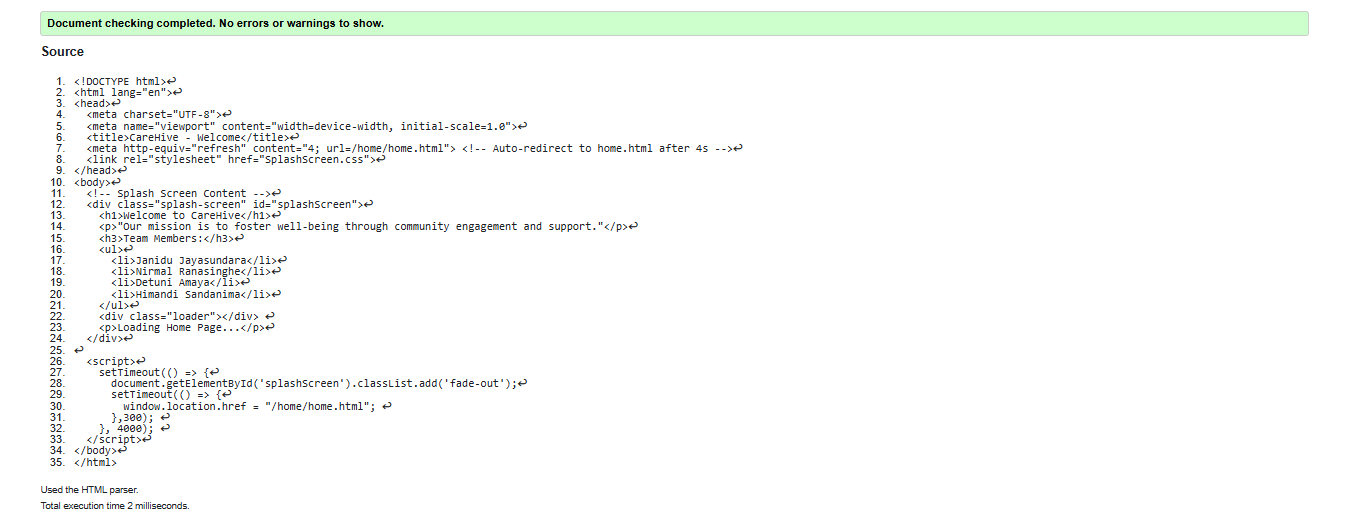 Document checking completed. No errors or warnings to show.
Source
1. <!DOCTYPE html>↩
2. <html lang="en">↩
3. <head>↩
4.   <meta charset="UTF-8">↩
5.   <meta name="viewport" content="width=device-width, initial-scale=1.0">↩
6.   <title>CareHive - Welcome</title>↩
7.   <meta http-equiv="refresh" content="4; url=/home/home.html"> <!-- Auto-redirect to home.html after 4s -->↩
8.   <link rel="stylesheet" href="SplashScreen.css">↩
9. </head>↩
10. <body>↩
11.   <!-- Splash Screen Content -->↩
12.   <div class="splash-screen" id="splashScreen">↩
13.     <h1>Welcome to CareHive</h1>↩
14.     <p>"Our mission is to foster well-being through community engagement and support."</p>↩
15.     <h3>Team Members:</h3>↩
16.     <ul>↩
17.       <li>Janidu Jayasundara</li>↩
18.       <li>Nirmal Ranasinghe</li>↩
19.       <li>Detuni Amaya</li>↩
20.       <li>Himandi Sandanima</li>↩
21.     </ul>↩
22.     <div class="loader"></div> ↩
23.     <p>Loading Home Page...</p>↩
24.   </div>↩
25. ↩
26.   <script>↩
27.     setTimeout(() => {↩
28.       document.getElementById('splashScreen').classList.add('fade-out');↩
29.       setTimeout(() => {↩
30.         window.location.href = "/home/home.html"; ↩
31.       },300); ↩
32.     }, 4000); ↩
33.   </script>↩
34. </body>↩
35. </html>
Used the HTML parser.
Total execution time 2 milliseconds.